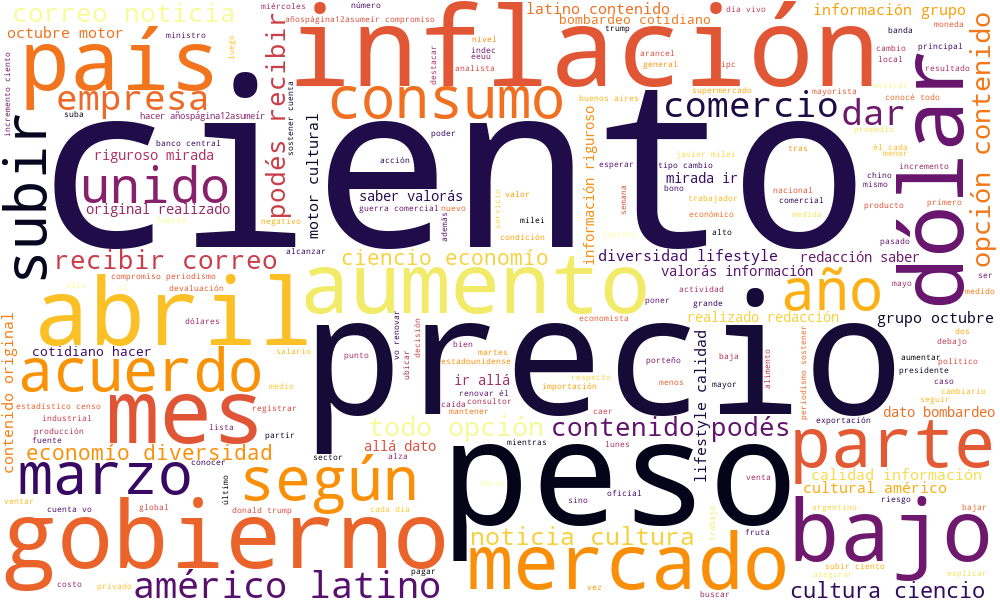 correo noticia
octubre motor
país
empresa
subir
ciento
inflación
consumo
comercio
dar
dólar
opción contenido
información grupo
latino contenido
bombardeo cotidiano
miércoles
número
añospágina12asumeír compromiso
ministro
luego
incremento ciento
suba
hacer añospágina12asumeír
banco central
podés recibir
sostener cuenta
motor cultural
destacar
nivel
indec
eeuu
analista
trump
arancel
general
ipc
día vivo
banda
moneda
cambio
local
principal
resultado
supermercado
mayorista
mostrar
conocé todo
buenos aires
promedio
él cada
menor
poder
riguroso mirada
unido
original realizado
acción
saber valorás
guerra comercial
nuevo
valor
servicio
esperar
información riguroso
tipo cambio
javier milei
mirada ir
tras
bono
trabajador
semana
económico
nacional
comercial
medida
alto
chino
mismo
incremento
producto
primero
negativo
además
condición
milei
alcanzar
recibir correo
ciencio economío
diversidad lifestyle
redacción saber
pasado
valorás información
compromiso periodismo
devaluación
abril
aumento
año
mayo
ser
medido
actividad
grande
poner
realizado redacción
grupo octubre
dólares
economista
precio
cotidiano hacer
acuerdo
contenido original
salario
punto
vo renovar
ubicar
decisión
bien
martes
estadounidense
ir allá
renovar él
consultor
mantener
importación
respecto
caer
caída
porteño
menos
baja
mayor
alimento
periodismo sostener
dos
debajo
aumentar
presidente
político
caso
cambiario
seguir
lifestyle calidad
medio
estadístico censo
industrial
producción
fuente
registrar
lista
partir
mes
todo opción
contenido podés
dato bombardeo
exportación
economío diversidad
conocer
sector
allá dato
alza
mientras
lunes
parte
calidad información
cultural américo
riesgo
marzo
según
último
peso
sino
oficial
venta
ventar
cuenta vo
global
donald trump
cada día
gobierno
noticia cultura
mercado
trabajo
fruta
bajo
argentino
bajar
subir ciento
asegurar
explicar
costo
privado
américo latino
pagar
vez
buscar
cultura ciencio